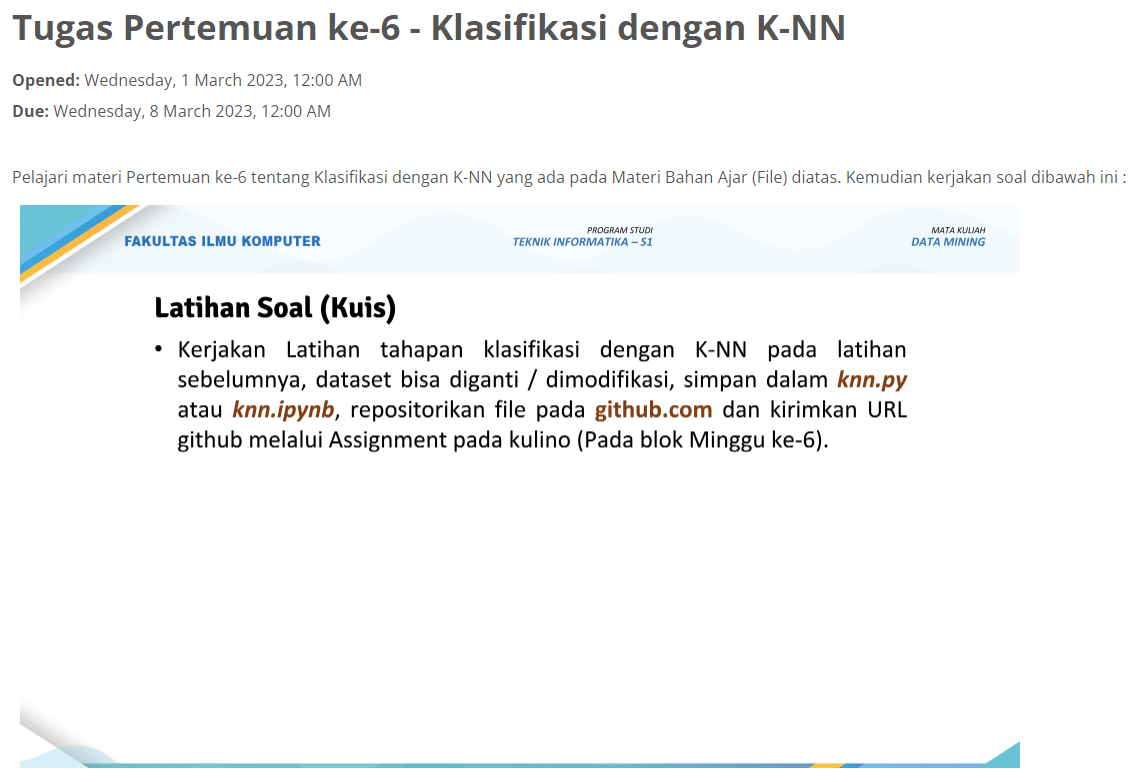 Tugas Pertemuan ke-6 - Klasifikasi dengan K-NN
Opened: Wednesday, 1 March 2023, 12:00 AM
Due: Wednesday, 8 March 2023, 12:00 AM
Pelajari materi Pertemuan ke-6 tentang Klasifikasi dengan K-NN yang ada pada Materi Bahan Ajar (File) diatas. Kemudian kerjakan soal dibawah ini :
FAKULTAS ILMU KOMPUTER
PROGRAM STUDI
TEKNIK INFORMATIKA – S1
MATA KULIAH
DATA MINING
Latihan Soal (Kuis)
• Kerjakan Latihan tahapan klasifikasi dengan K-NN pada latihan
sebelumnya, dataset bisa diganti / dimodifikasi, simpan dalam knn.py
atau knn.ipynb, repositorikan file pada github.com dan kirimkan URL
github melalui Assignment pada kulino (Pada blok Minggu ke-6).